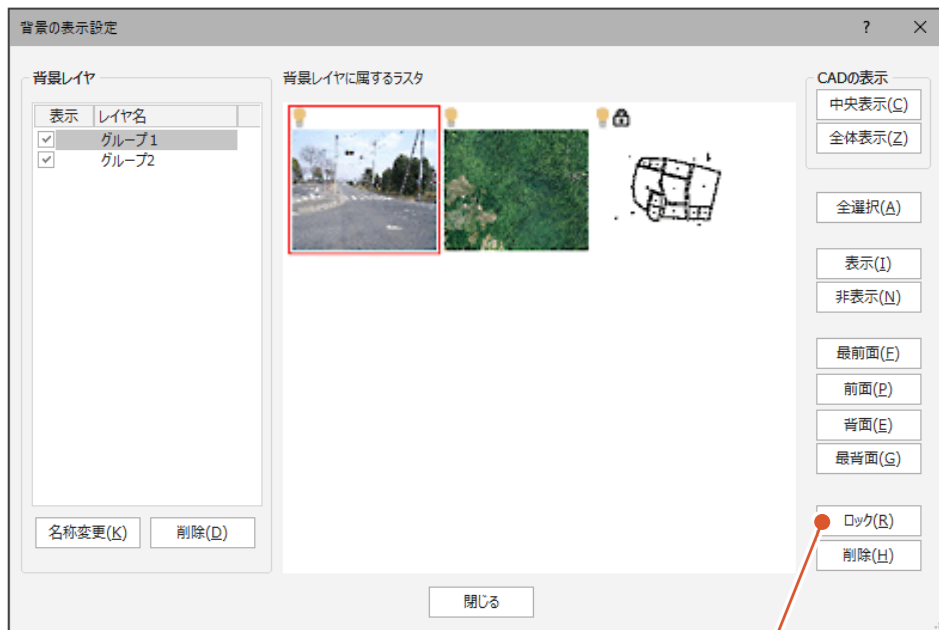 背景の表示設定
?
背景レイヤ
表示 レイヤ名
グループ1
グループ2
名称変更(K)
削除(D)
背景レイヤに属するラスタ
CADの表示
中央表示(C)
全体表示(Z)
全選択(A)
表示(I)
非表示(N)
最前面(F)
前面(P)
背面(E)
最背面(G)
ロック(R)
削除(H)
閉じる